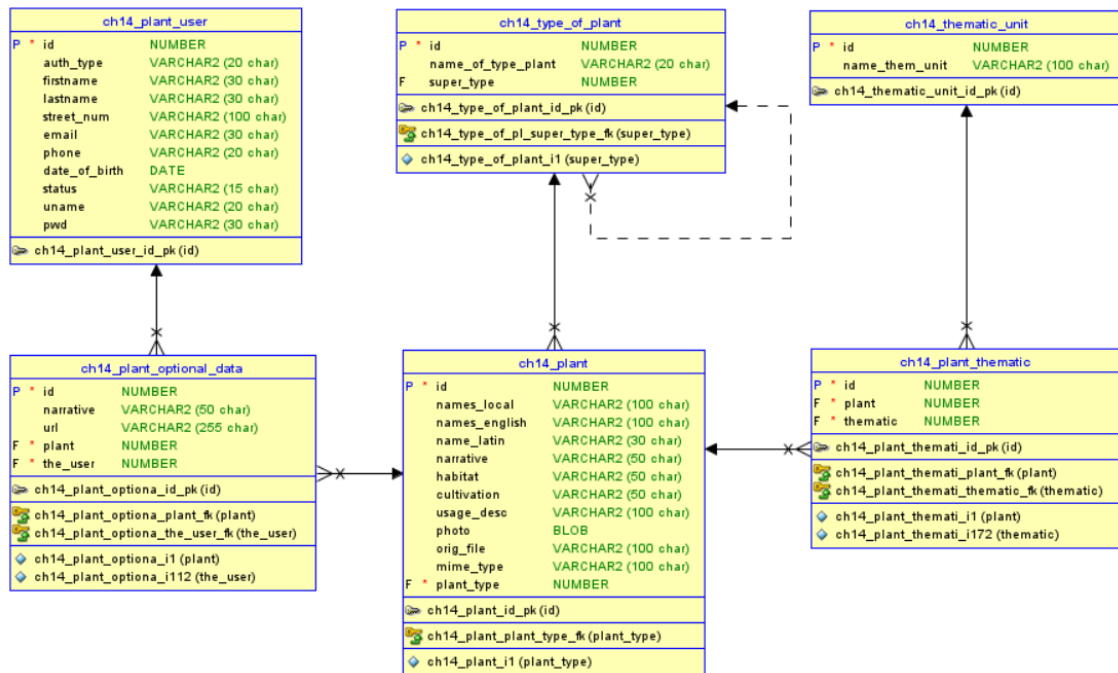 ch14_plant_user
P * id NUMBER
auth_type VARCHAR2 (20 char)
firstname VARCHAR2 (30 char)
lastname VARCHAR2 (30 char)
street_num VARCHAR2 (100 char)
email VARCHAR2 (30 char)
phone VARCHAR2 (20 char)
date_of_birth DATE
status VARCHAR2 (15 char)
uname VARCHAR2 (20 char)
pwd VARCHAR2 (30 char)
ch14_plant_user_id_pk (id)
ch14_type_of_plant
P * id NUMBER
name_of_type_plant VARCHAR2 (20 char)
F super_type NUMBER
ch14_type_of_plant_id_pk (id)
ch14_type_of_pl_super_type_fk (super_type)
ch14_type_of_plant_i1 (super_type)
ch14_thematic_unit
P * id NUMBER
name_them_unit VARCHAR2 (100 char)
ch14_thematic_unit_id_pk (id)
ch14_plant_optional_data
P * id NUMBER
narrative VARCHAR2 (50 char)
url VARCHAR2 (255 char)
F * plant NUMBER
F * the_user NUMBER
ch14_plant_optiona_id_pk (id)
ch14_plant_optiona_plant_fk (plant)
ch14_plant_optiona_the_user_fk (the_user)
ch14_plant_optiona_i1 (plant)
ch14_plant_optiona_i112 (the_user)
ch14_plant
P * id NUMBER
names_local VARCHAR2 (100 char)
names_english VARCHAR2 (100 char)
name_latin VARCHAR2 (30 char)
narrative VARCHAR2 (50 char)
habitat VARCHAR2 (50 char)
cultivation VARCHAR2 (50 char)
usage_desc VARCHAR2 (100 char)
photo BLOB
orig_file VARCHAR2 (100 char)
mime_type VARCHAR2 (100 char)
F * plant_type NUMBER
ch14_plant_id_pk (id)
ch14_plant_plant_type_fk (plant_type)
ch14_plant_i1 (plant_type)
ch14_plant_thematic
P * id NUMBER
F * plant NUMBER
F * thematic NUMBER
ch14_plant_themati_id_pk (id)
ch14_plant_themati_plant_fk (plant)
ch14_plant_themati_thematic_fk (thematic)
ch14_plant_themati_i1 (plant)
ch14_plant_themati_i172 (thematic)